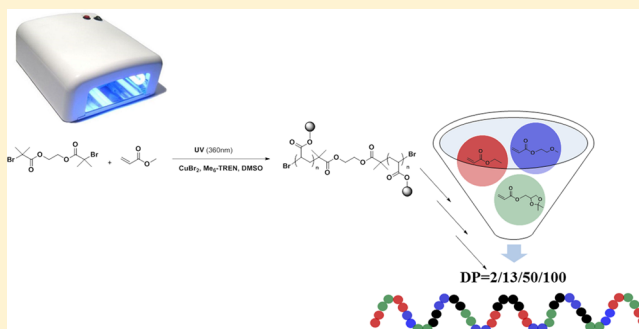 UV (360nm)
CuBr₂, Me₆-TREN, DMSO
DP=2/13/50/100